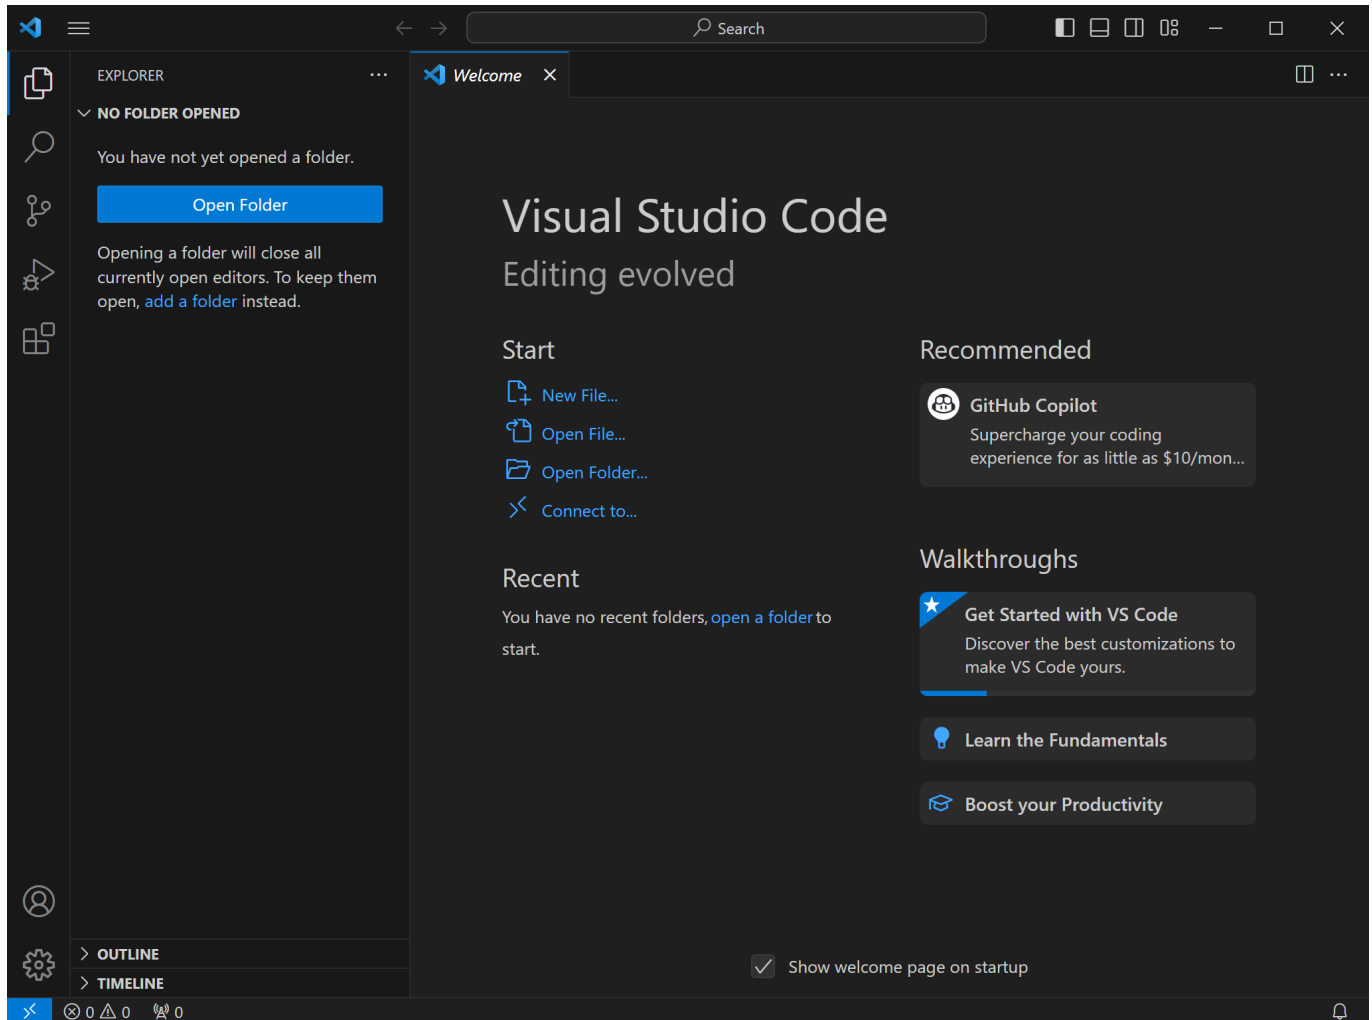 Search
EXPLORER
Welcome
NO FOLDER OPENED
You have not yet opened a folder.
Open Folder
Opening a folder will close all
currently open editors. To keep them
open, add a folder instead.
Visual Studio Code
Editing evolved
Start
New File...
Open File...
Open Folder...
Connect to...
Recent
You have no recent folders, open a folder to
start.
Recommended
GitHub Copilot
Supercharge your coding
experience for as little as $10/mon...
Walkthroughs
Get Started with VS Code
Discover the best customizations to
make VS Code yours.
Learn the Fundamentals
Boost your Productivity
Show welcome page on startup
OUTLINE
TIMELINE
0 0 0